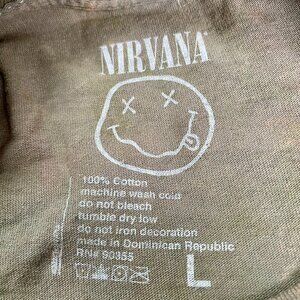 NIRVANA
100% Cotton
machine wash cold
do not bleach
tumble dry low
do not iron decoration
made in Dominican Republic
RN# 90355
L